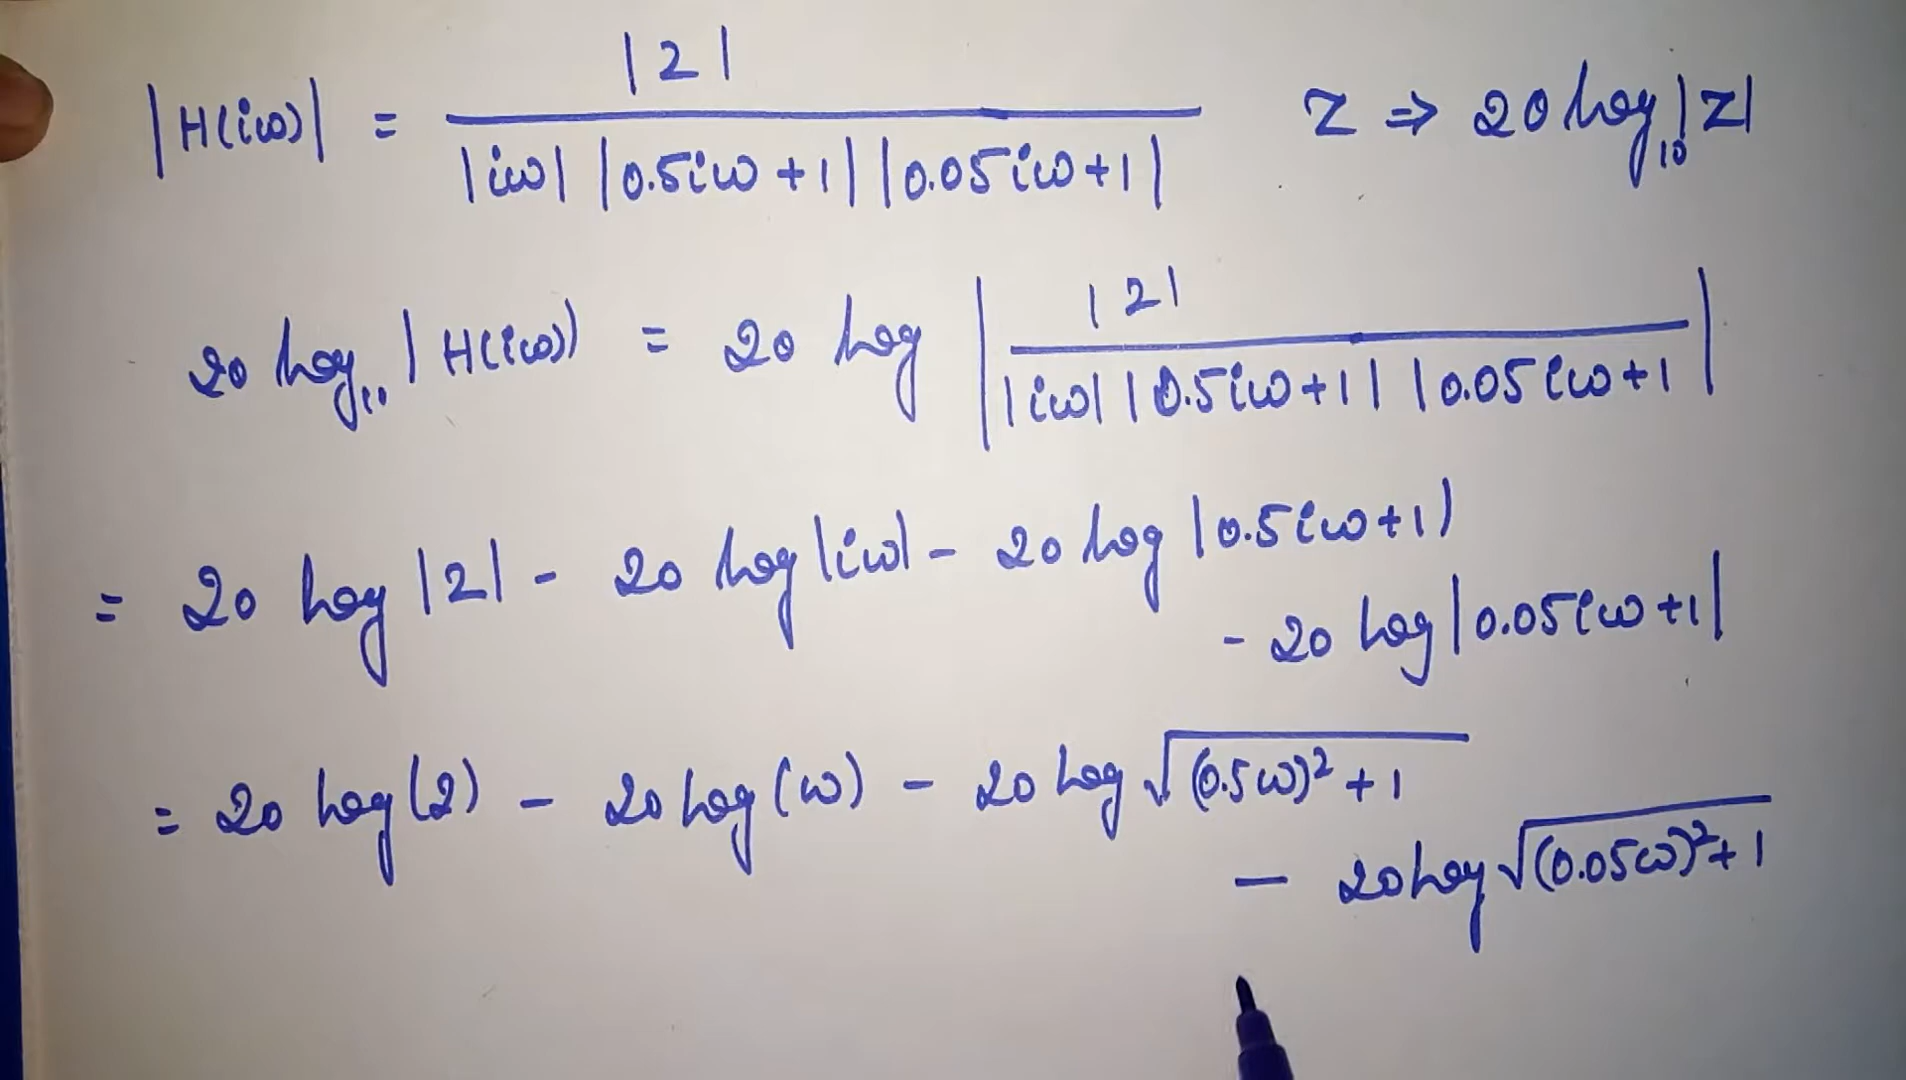 |H(iω)| = |2| / |iω| |0.5iω + 1| |0.05iω + 1|   Z ⇒ 20 log₁₀|Z|
20 log₁₀ |H(iω)| = 20 log | |2| / |iω| |0.5iω + 1| |0.05iω + 1| |
= 20 log |2| - 20 log |iω| - 20 log |0.5iω + 1|
- 20 log |0.05iω + 1|
= 20 log (2) - 20 log (ω) - 20 log √((0.5ω)² + 1)
- 20 log √((0.05ω)² + 1)